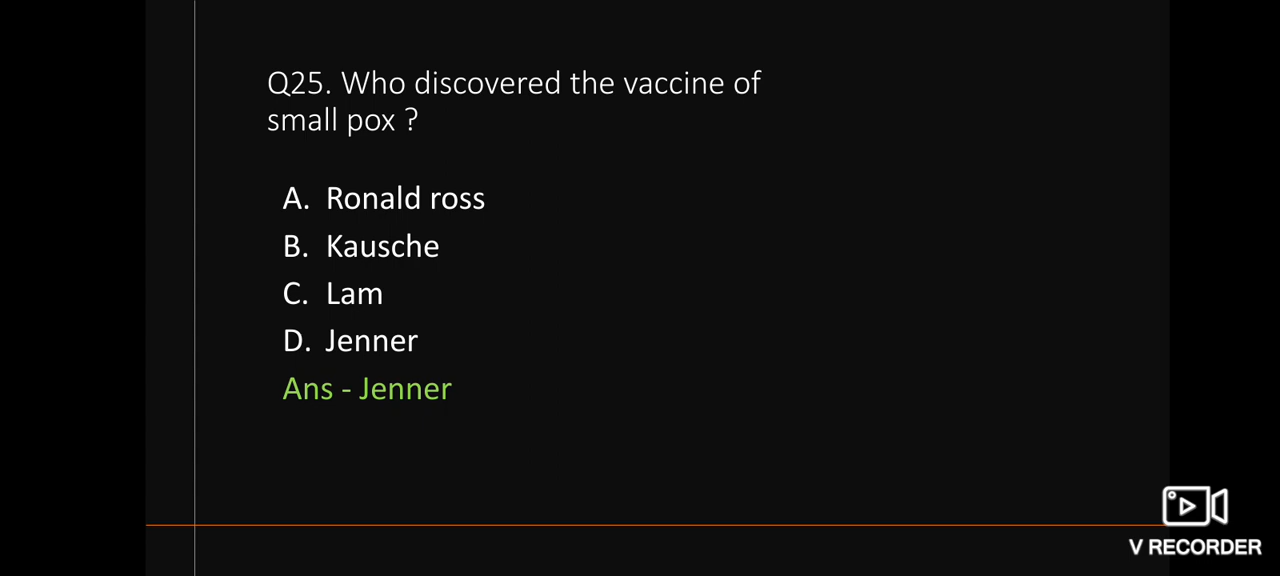 Q25. Who discovered the vaccine of
small pox ?
A. Ronald ross
B. Kausche
C. Lam
D. Jenner
Ans - Jenner
V RECORDER